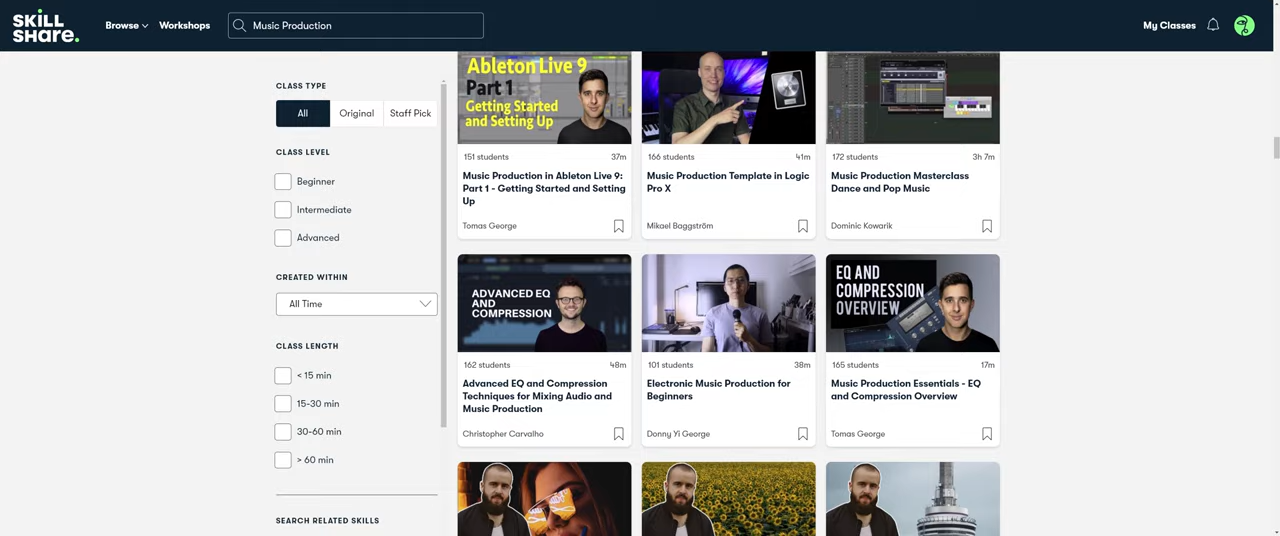 SKILL
SHARE.
Browse
Workshops
Music Production
My Classes
CLASS TYPE
All
Original
Staff Pick
CLASS LEVEL
Beginner
Intermediate
Advanced
CREATED WITHIN
All Time
CLASS LENGTH
< 15 min
15-30 min
30-60 min
> 60 min
SEARCH RELATED SKILLS
Ableton Live 9
Part 1
Getting Started
and Setting Up
151 students
37m
Music Production in Ableton Live 9:
Part 1 - Getting Started and Setting
Up
Tomas George
166 students
41m
Music Production Template in Logic
Pro X
Mikael Baggström
172 students
3h 7m
Music Production Masterclass
Dance and Pop Music
Dominic Kowarik
ADVANCED EQ
AND
COMPRESSION
162 students
48m
Advanced EQ and Compression
Techniques for Mixing Audio and
Music Production
Christopher Carvalho
101 students
38m
Electronic Music Production for
Beginners
Donny Yi George
EQ AND
COMPRESSION
OVERVIEW
165 students
17m
Music Production Essentials - EQ
and Compression Overview
Tomas George